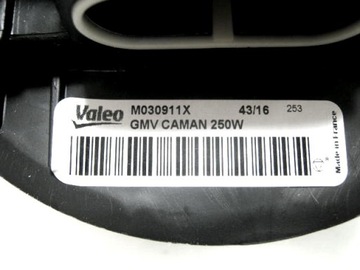 Valeo M030911X 43/16 253
GMV CAMAN 250W
Made in France